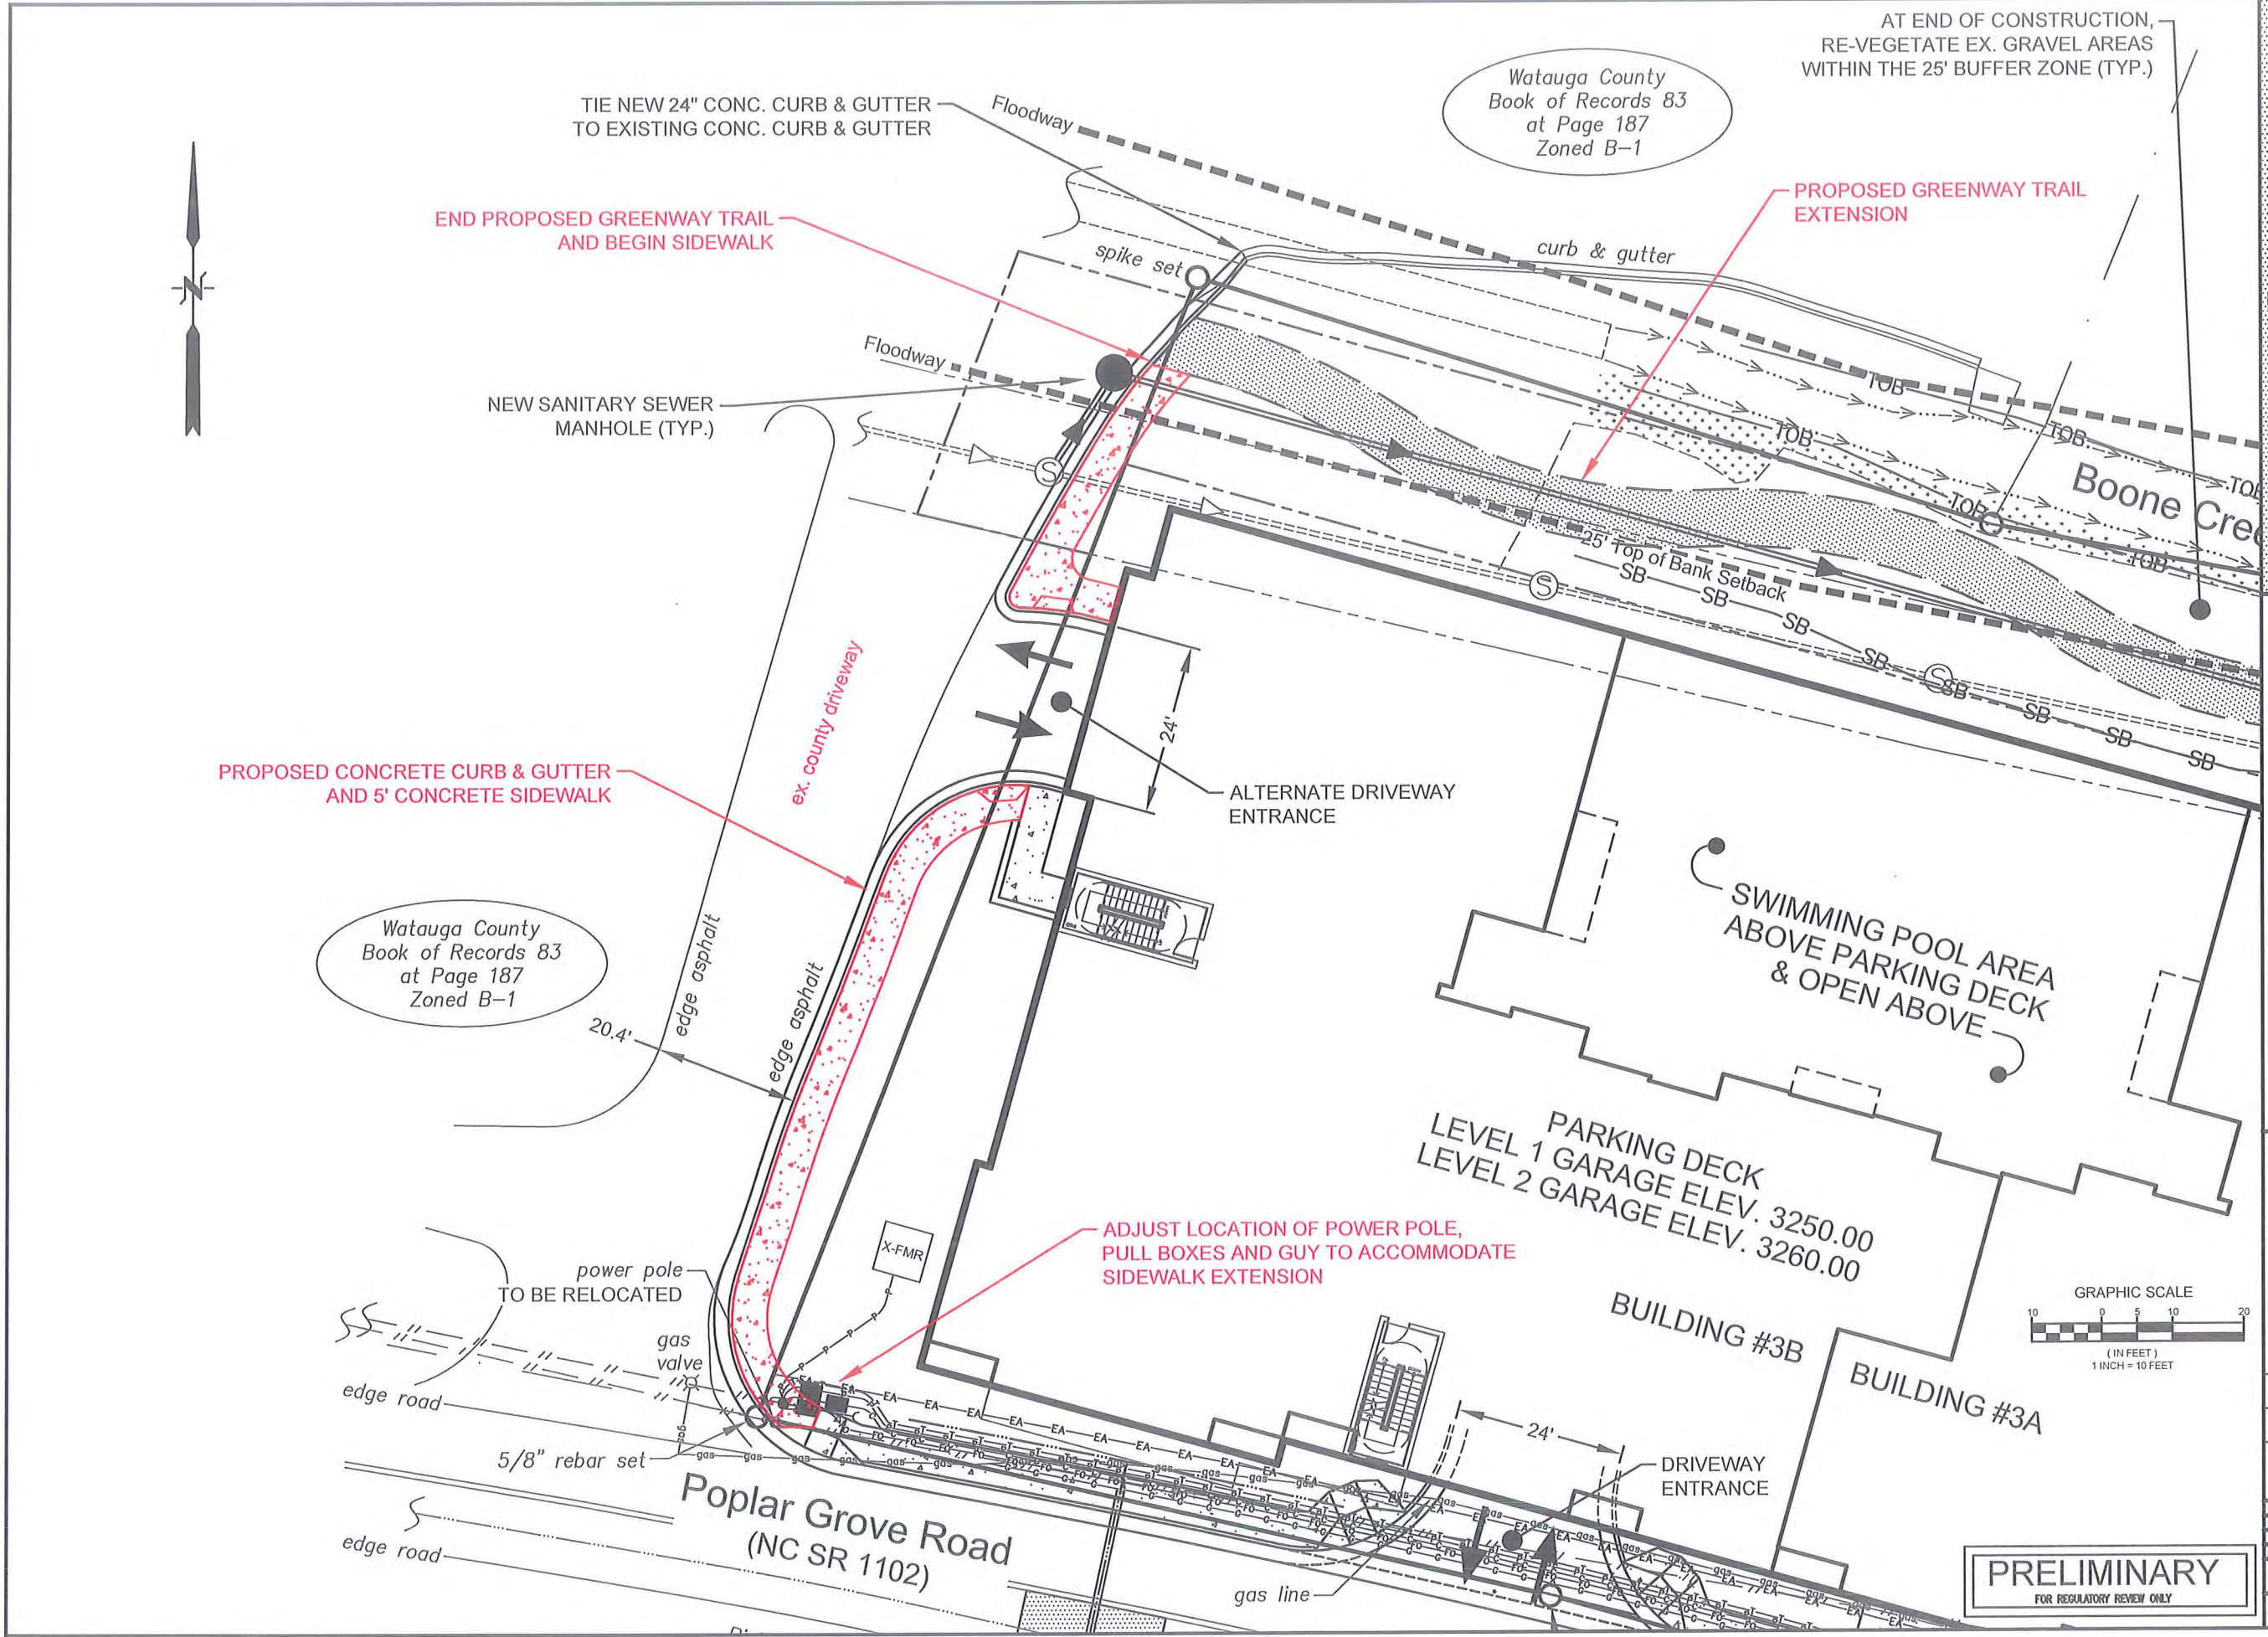 AT END OF CONSTRUCTION,
RE-VEGETATE EX. GRAVEL AREAS
WITHIN THE 25' BUFFER ZONE (TYP.)
Watauga County
Book of Records 83
at Page 187
Zoned B-1
TIE NEW 24" CONC. CURB & GUTTER
TO EXISTING CONC. CURB & GUTTER
Floodway
PROPOSED GREENWAY TRAIL
EXTENSION
END PROPOSED GREENWAY TRAIL
AND BEGIN SIDEWALK
spike set
curb & gutter
N
Floodway
NEW SANITARY SEWER
MANHOLE (TYP.)
TOB
TOB
TOB
TOB
TOB
TOB
Boone Cree
S
S
S
25' Top of Bank Setback
SB
SB
SB
SB
SB
SB
SB
SB
ex. county driveway
24'
PROPOSED CONCRETE CURB & GUTTER
AND 5' CONCRETE SIDEWALK
ALTERNATE DRIVEWAY
ENTRANCE
SWIMMING POOL AREA
ABOVE PARKING DECK
& OPEN ABOVE
Watauga County
Book of Records 83
at Page 187
Zoned B-1
edge asphalt
edge asphalt
20.4'
PARKING DECK
LEVEL 1 GARAGE ELEV. 3250.00
LEVEL 2 GARAGE ELEV. 3260.00
X-FMR
ADJUST LOCATION OF POWER POLE,
PULL BOXES AND GUY TO ACCOMMODATE
SIDEWALK EXTENSION
power pole
TO BE RELOCATED
BUILDING #3B
BUILDING #3A
GRAPHIC SCALE
10 0 5 10 20
( IN FEET )
1 INCH = 10 FEET
gas
valve
edge road
5/8" rebar set
24'
DRIVEWAY
ENTRANCE
Poplar Grove Road
(NC SR 1102)
edge road
gas line
PRELIMINARY
FOR REGULATORY REVIEW ONLY